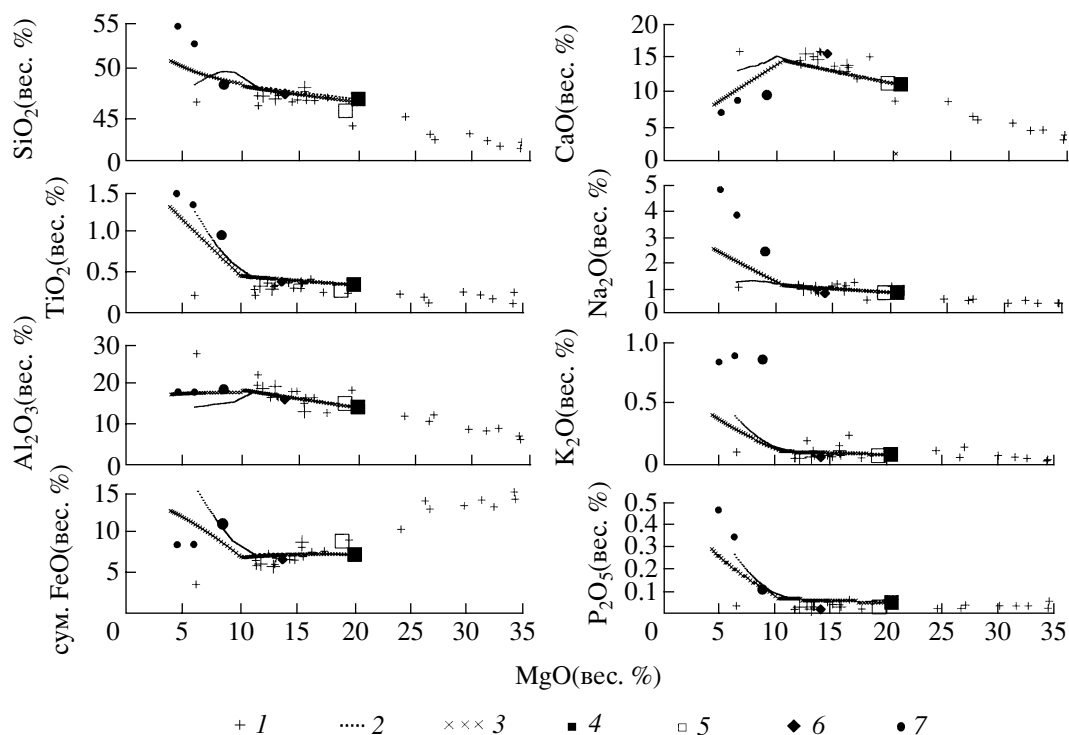 SiO2(вес. %)
55
50
45
0
CaO(вес. %)
20
15
10
5
0
TiO2(вес. %)
1.5
1.0
0.5
0
Na2O(вес. %)
5
4
3
2
1
0
Al2O3(вес. %)
30
20
10
0
K2O(вес. %)
1.0
0.5
0
сум. FeO(вес. %)
15
10
5
0 5 10 15 20 25 30 35
P2O5(вес. %)
0.5
0.4
0.3
0.2
0.1
0 5 10 15 20 25 30 35
MgO(вес. %)
1 2 3 4 5 6 7